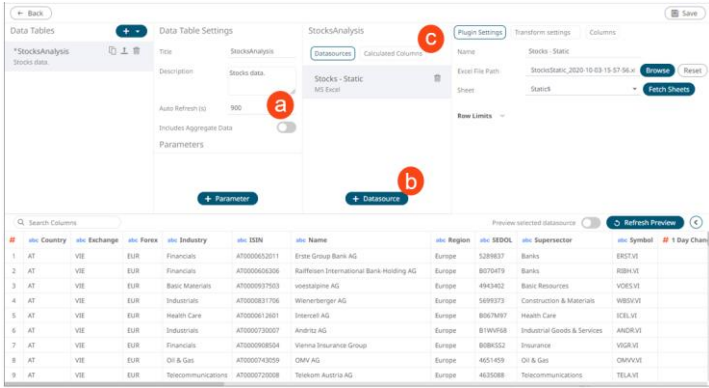 ← Back
Save
Data Tables
+
Data Table Settings
StocksAnalysis
c
Plugin Settings
Transform settings
Columns
*StocksAnalysis
Stocks data.
Title
StocksAnalysis
Datasources
Calculated Columns
Name
Stocks - Static
Description
Stocks data.
Stocks - Static
MS Excel
Excel File Path
StocksStatic_2020-10-03-15-57-56.x
Browse
Reset
Sheet
Static$
Fetch Sheets
Auto Refresh (s)
900
a
Row Limits
Includes Aggregate Data
Parameters
b
+ Parameter
+ Datasource
Search Columns
Preview selected datasource
Refresh Preview
# abc Country abc Exchange abc Forex abc Industry abc ISIN abc Name abc Region abc SEDOL abc Supersector abc Symbol # 1 Day Chan
1 AT VIE EUR Financials AT0000652011 Erste Group Bank AG Europe 5289837 Banks ERST.VI
2 AT VIE EUR Financials AT0000606306 Raiffeisen International Bank-Holding AG Europe B070479 Banks RIBH.VI
3 AT VIE EUR Basic Materials AT0000937503 voestalpine AG Europe 4943402 Basic Resources VOES.VI
4 AT VIE EUR Industrials AT0000831706 Wienerberger AG Europe 5699373 Construction & Materials WBSV.VI
5 AT VIE EUR Health Care AT0000612601 Intercell AG Europe B067M97 Health Care ICEL.VI
6 AT VIE EUR Industrials AT0000730007 Andritz AG Europe B1WVF68 Industrial Goods & Services ANDR.VI
7 AT VIE EUR Financials AT0000908504 Vienna Insurance Group Europe B0BKSS2 Insurance VIGR.VI
8 AT VIE EUR Oil & Gas AT0000743059 OMV AG Europe 4651459 Oil & Gas OMVV.VI
9 AT VIE EUR Telecommunications AT0000720008 Telekom Austria AG Europe 4635088 Telecommunications TELA.VI